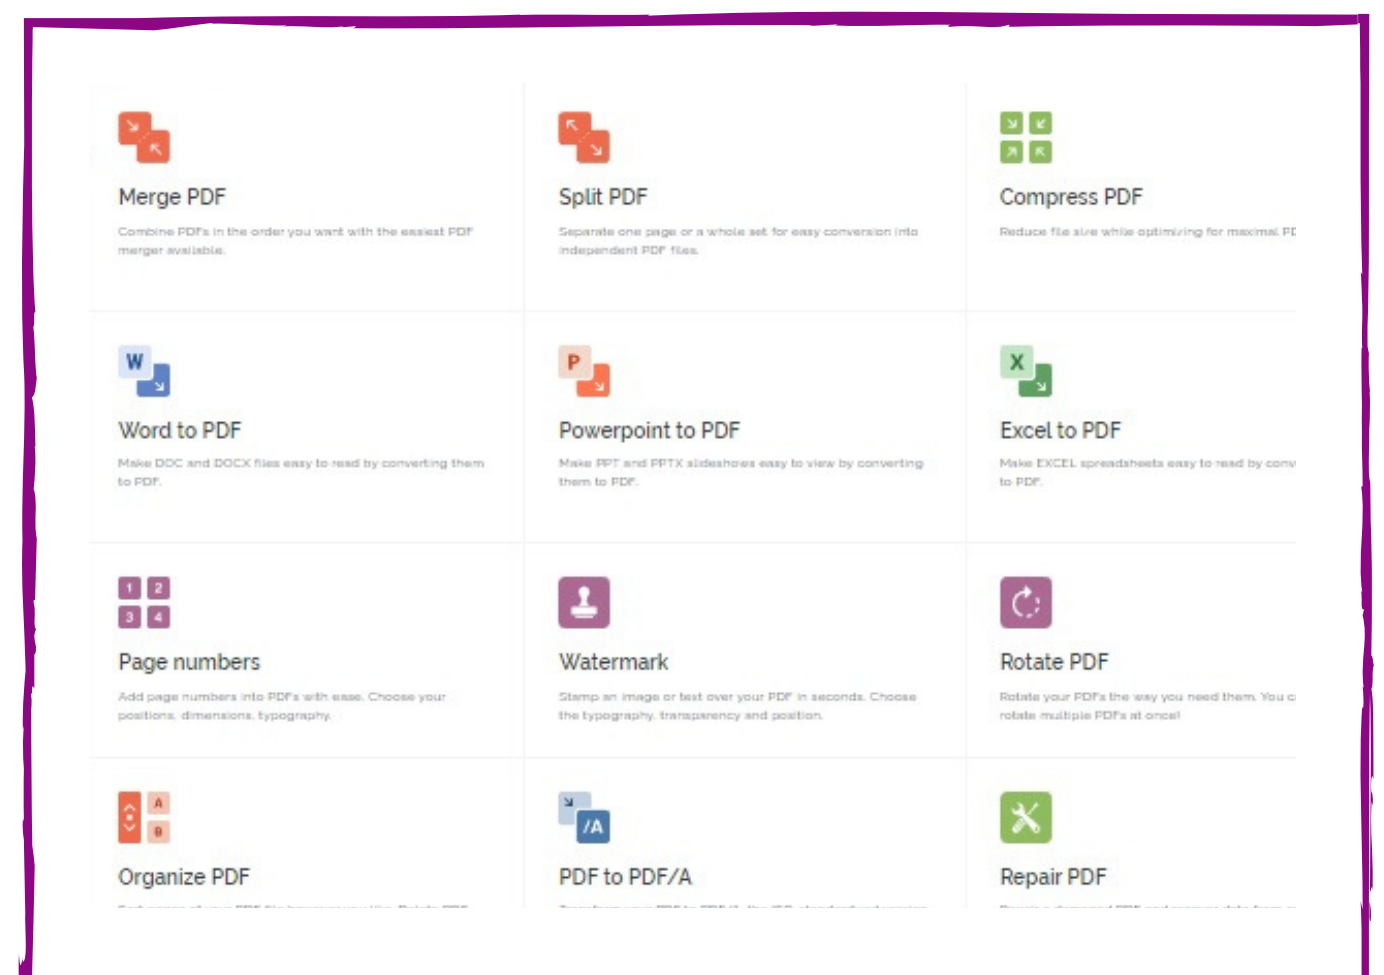 Merge PDF
Combine PDFs in the order you want with the easiest PDF
merger available.
Split PDF
Separate one page or a whole set for easy conversion into
independent PDF files.
Compress PDF
Reduce file size while optimizing for maximal PD
W
Word to PDF
Make DOC and DOCX files easy to read by converting them
to PDF.
P
Powerpoint to PDF
Make PPT and PPTX slideshows easy to view by converting
them to PDF.
X
Excel to PDF
Make EXCEL spreadsheets easy to read by conv
to PDF.
1 2
3 4
Page numbers
Add page numbers into PDFs with ease. Choose your
positions, dimensions, typography.
Watermark
Stamp an image or text over your PDF in seconds. Choose
the typography, transparency and position.
Rotate PDF
Rotate your PDFs the way you need them. You c
rotate multiple PDFs at once!
A
B
Organize PDF
/A
PDF to PDF/A
Repair PDF